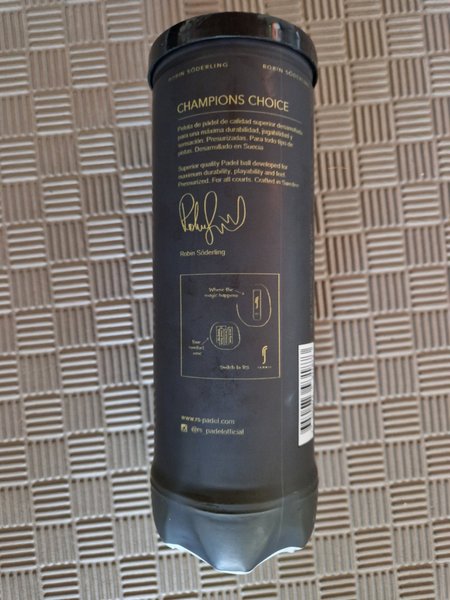 ROBIN SÖDERLING ROBIN SÖDERLING
CHAMPIONS CHOICE
Pelota de padel de calidad superior desarrollada
para una máxima durabilidad, jugabilidad y
sensación. Presurizadas. Para todo tipo de
pistas. Desarrollado en Suecia
Superior quality Padel ball developed for
maximum durability, playability and feel
Pressurized. For all courts. Crafted in Sweden
Robin Söderling
Where the
magic happens
Your
comfort
zone
Switch to RS
www.rs-padel.com
@rs_padelofficial